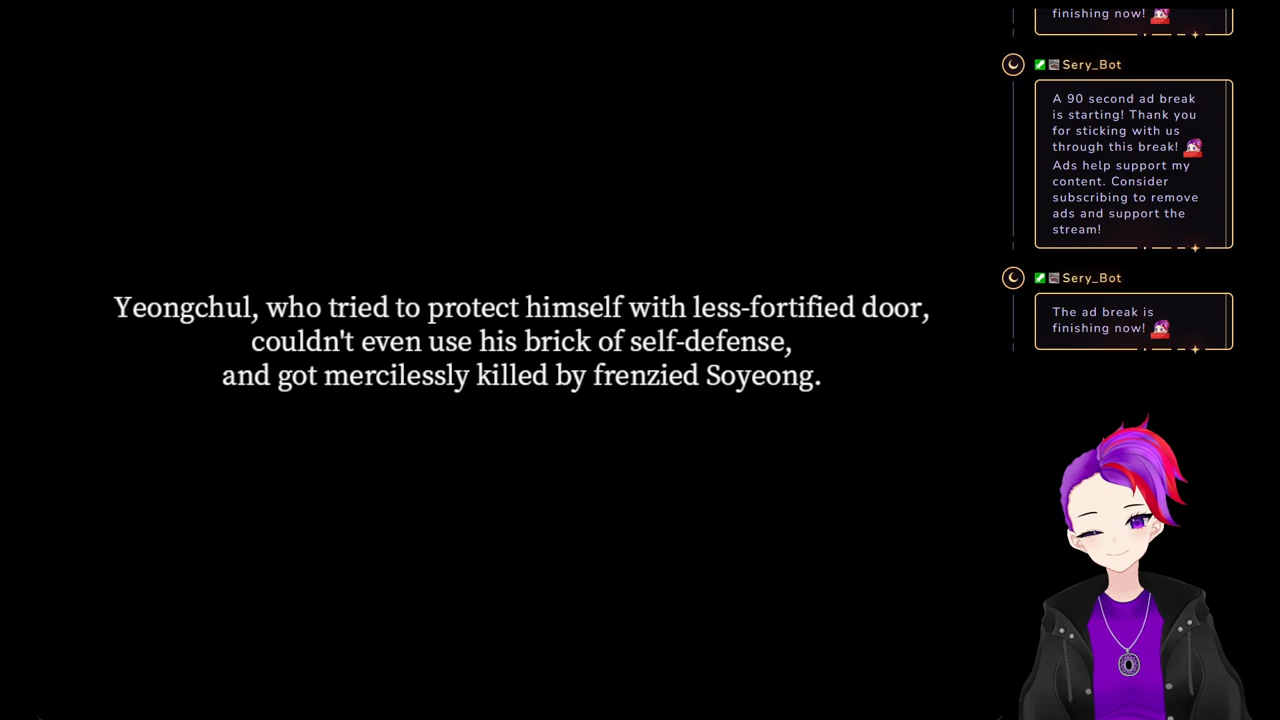 Yeongchul, who tried to protect himself with less-fortified door,
couldn't even use his brick of self-defense,
and got mercilessly killed by frenzied Soyeong.
finishing now!
Sery_Bot
A 90 second ad break
is starting! Thank you
for sticking with us
through this break!
Ads help support my
content. Consider
subscribing to remove
ads and support the
stream!
Sery_Bot
The ad break is
finishing now!